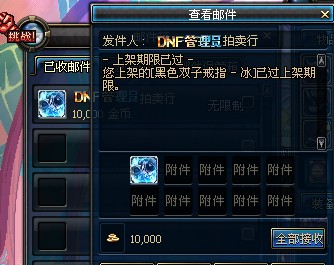 查看邮件
挑战!
发件人: DNF管理员拍卖行
已收邮件
- 上架期限已过 -
您上架的[黑色双子戒指 - 冰]已过上架期限。
DNF管理员拍卖行
10,000 金币
无限制
附件 附件 附件 附件
附件 附件 附件 附件 附件
10,000
全部接收